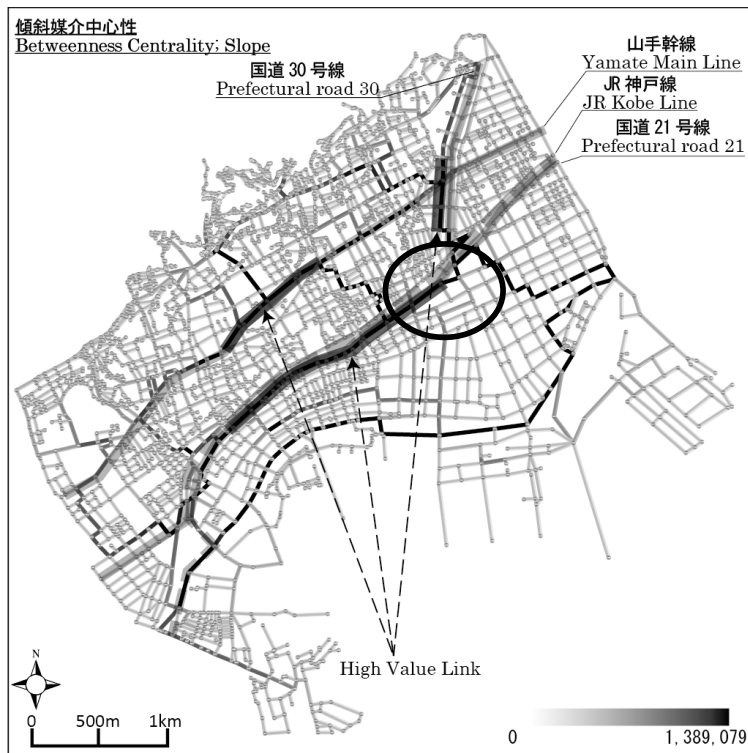 傾斜媒介中心性
Betweenness Centrality; Slope
国道 30 号線
Prefectural road 30
山手幹線
Yamate Main Line
JR 神戸線
JR Kobe Line
国道 21 号線
Prefectural road 21
High Value Link
N
0 500m 1km
0 1,389,079